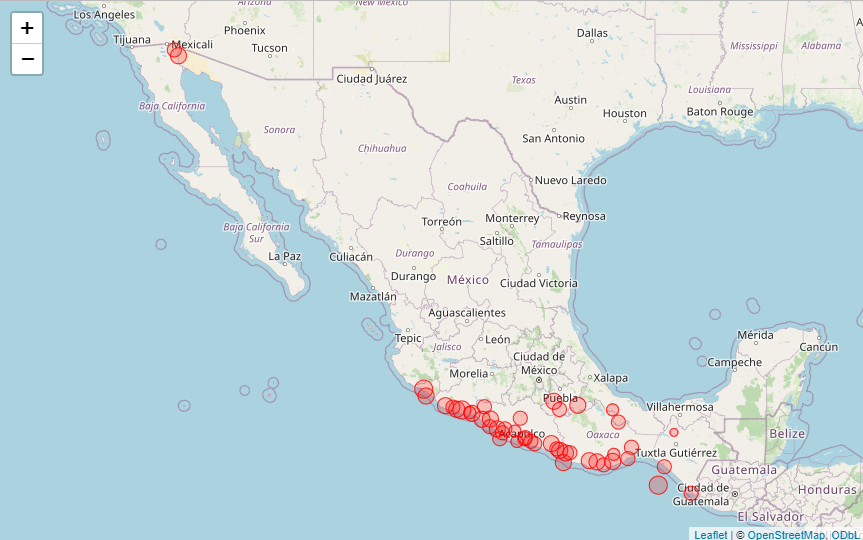 +
−
Los Angeles
Arizona
New Mexico
Phoenix
Dallas
Tijuana
Mexicali
Tucson
Mississippi
Alabama
Ciudad Juárez
Texas
Louisiana
Baja California
Austin
Houston
Baton Rouge
Sonora
San Antonio
Chihuahua
Nuevo Laredo
Coahuila
Reynosa
Torreón
Monterrey
Baja California
Sur
Saltillo
Tamaulipas
La Paz
Culiacán
Durango
Durango
México
Ciudad Victoria
Mazatlán
Aguascalientes
Mérida
Tepic
León
Cancún
Jalisco
Ciudad de
México
Campeche
Morelia
Xalapa
Puebla
Villahermosa
Acapulco
Oaxaca
Belize
Tuxtla Gutiérrez
Guatemala
Ciudad de
Guatemala
Honduras
El Salvador
Leaflet | © OpenStreetMap, ODbL